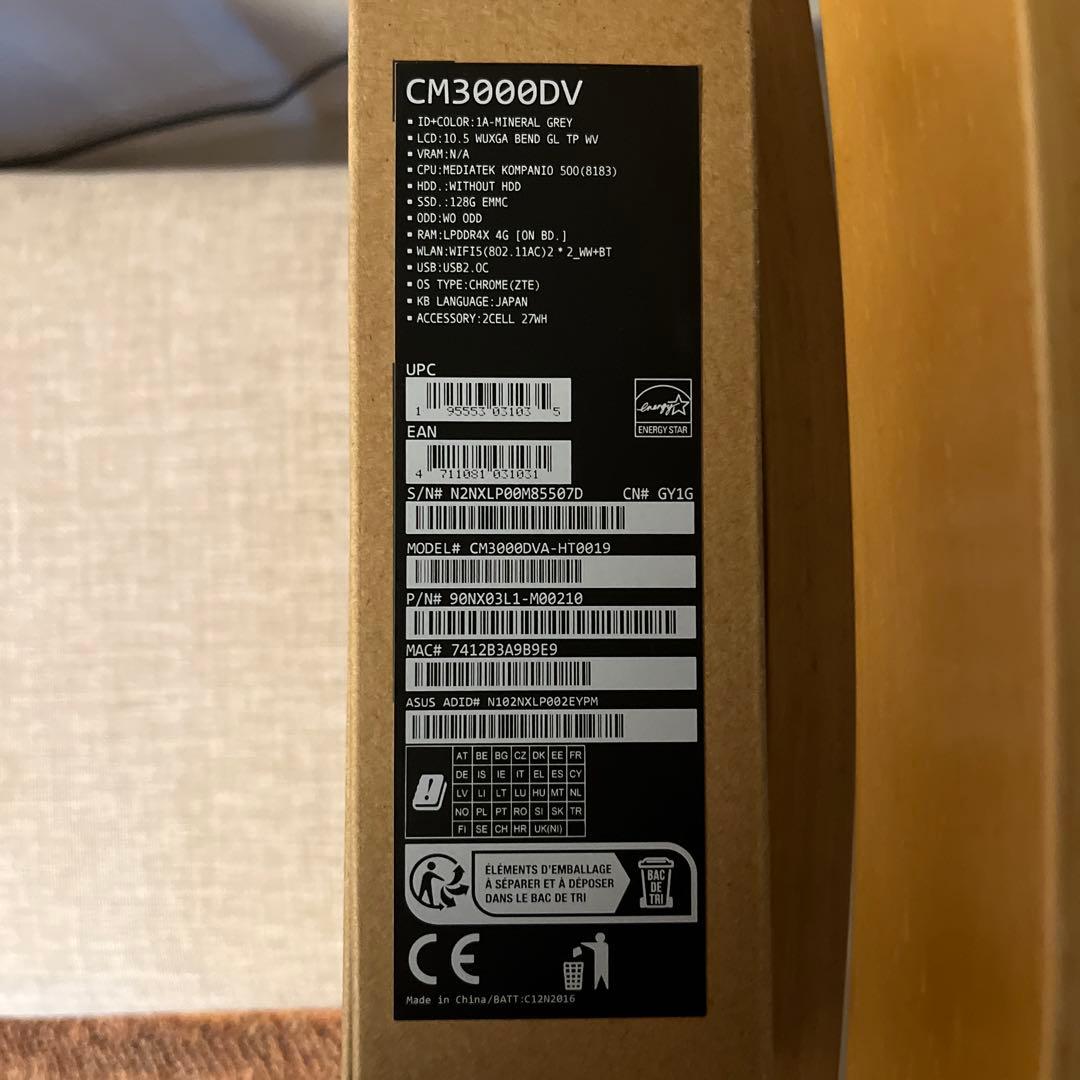 CM3000DV
▪ ID+COLOR:1A-MINERAL GREY
▪ LCD:10.5 WUXGA BEND GL TP WV
▪ VRAM:N/A
▪ CPU:MEDIATEK KOMPANIO 500(8183)
▪ HDD.:WITHOUT HDD
▪ SSD.:128G EMMC
▪ ODD:WO ODD
▪ RAM:LPDDR4X 4G [ON BD.]
▪ WLAN:WIFI5(802.11AC)2*2_WW+BT
▪ USB:USB2.0C
▪ OS TYPE:CHROME(ZTE)
▪ KB LANGUAGE:JAPAN
▪ ACCESSORY:2CELL 27WH
UPC
1 95553 03103 5
energy
ENERGY STAR
EAN
4 711081 031031
S/N# N2NXLP00M85507D CN# GY1G
MODEL# CM3000DVA-HT0019
P/N# 90NX03L1-M00210
MAC# 7412B3A9B9E9
ASUS ADID# N102NXLP002EYPM
AT BE BG CZ DK EE FR
DE IS IE IT EL ES CY
LV LI LT LU HU MT NL
NO PL PT RO SI SK TR
FI SE CH HR UK(NI)
ÉLÉMENTS D'EMBALLAGE
À SÉPARER ET À DÉPOSER
DANS LE BAC DE TRI
BAC
DE
TRI
CE
Made in China/BATT:C12N2016